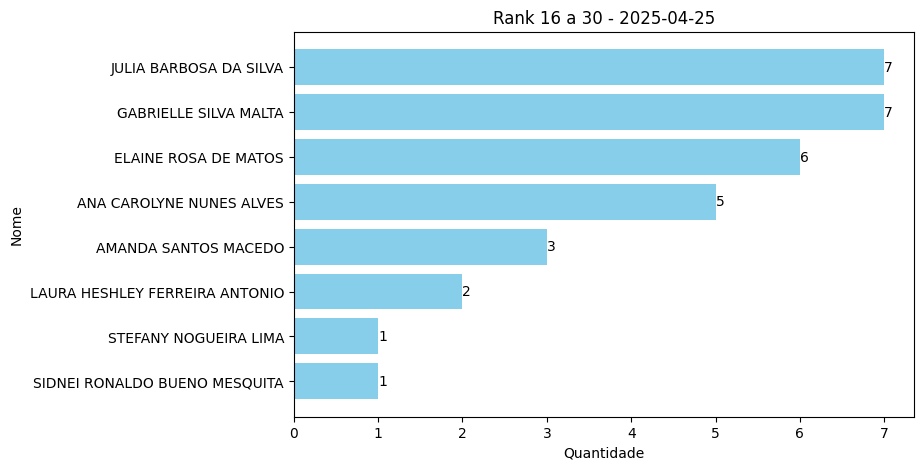 Rank 16 a 30 - 2025-04-25
JULIA BARBOSA DA SILVA
7
GABRIELLE SILVA MALTA
7
ELAINE ROSA DE MATOS
6
ANA CAROLYNE NUNES ALVES
5
AMANDA SANTOS MACEDO
3
LAURA HESHLEY FERREIRA ANTONIO
2
STEFANY NOGUEIRA LIMA
1
SIDNEI RONALDO BUENO MESQUITA
1
Nome
0 1 2 3 4 5 6 7
Quantidade